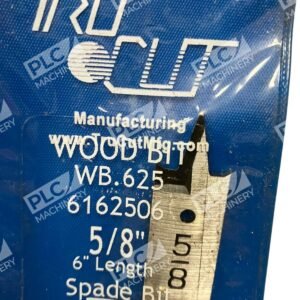 TRU
CUT
Manufacturing
www.TruCutMfg.com
WOOD BIT
WB.625
6162506
5/8"
6" Length
Spade Bit
5
8
PLC
MACHINERY